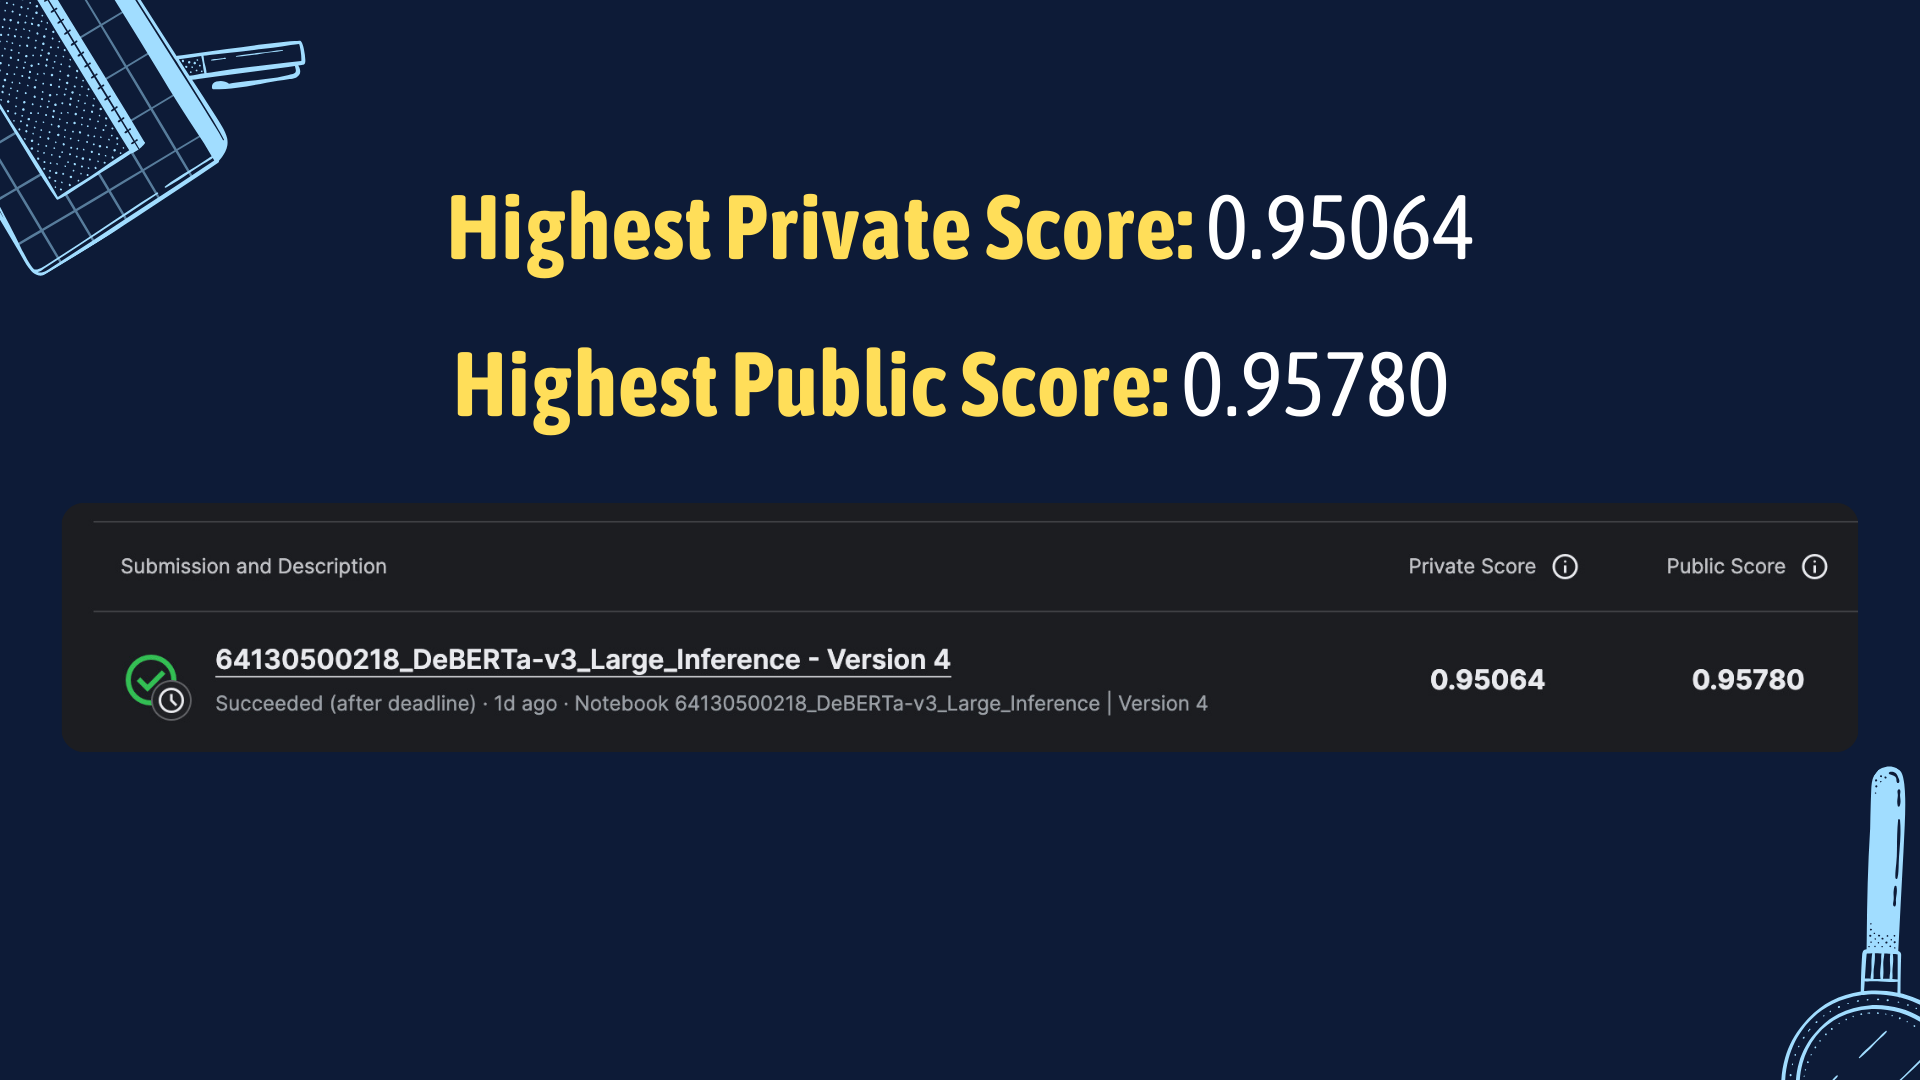 Highest Private Score: 0.95064
Highest Public Score: 0.95780
Submission and Description Private Score Public Score
64130500218_DeBERTa-v3_Large_Inference - Version 4
Succeeded (after deadline) · 1d ago · Notebook 64130500218_DeBERTa-v3_Large_Inference | Version 4
0.95064 0.95780